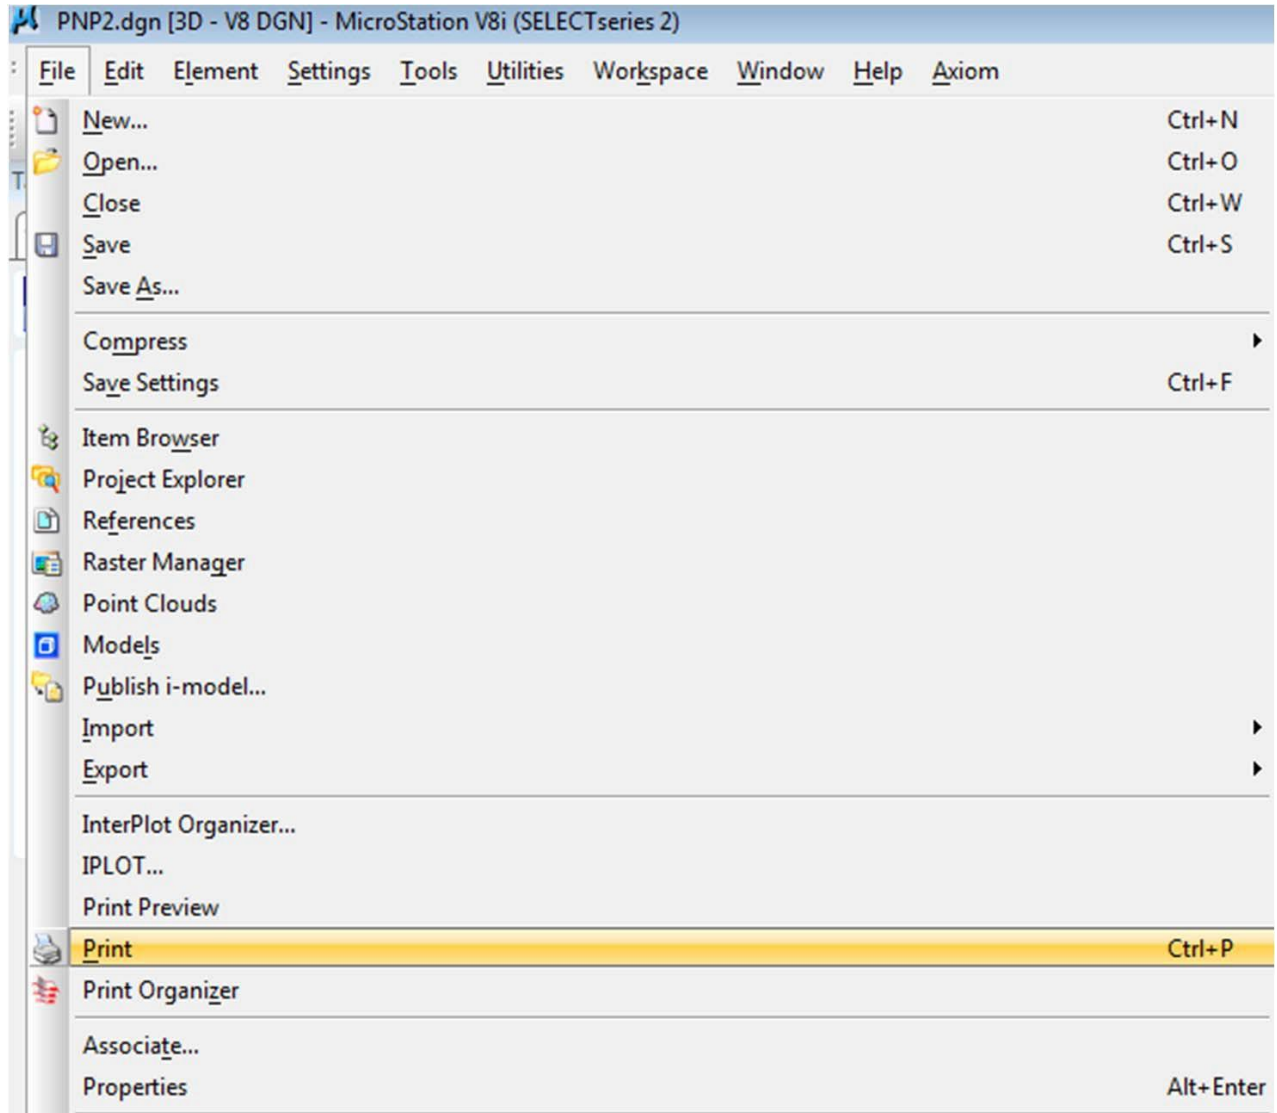 PNP2.dgn [3D - V8 DGN] - MicroStation V8i (SELECTseries 2)
File Edit Element Settings Tools Utilities Workspace Window Help Axiom
New... Ctrl+N
Open... Ctrl+O
Close Ctrl+W
Save Ctrl+S
Save As...
Compress
Save Settings Ctrl+F
Item Browser
Project Explorer
References
Raster Manager
Point Clouds
Models
Publish i-model...
Import
Export
InterPlot Organizer...
IPLOT...
Print Preview
Print Ctrl+P
Print Organizer
Associate...
Properties Alt+Enter